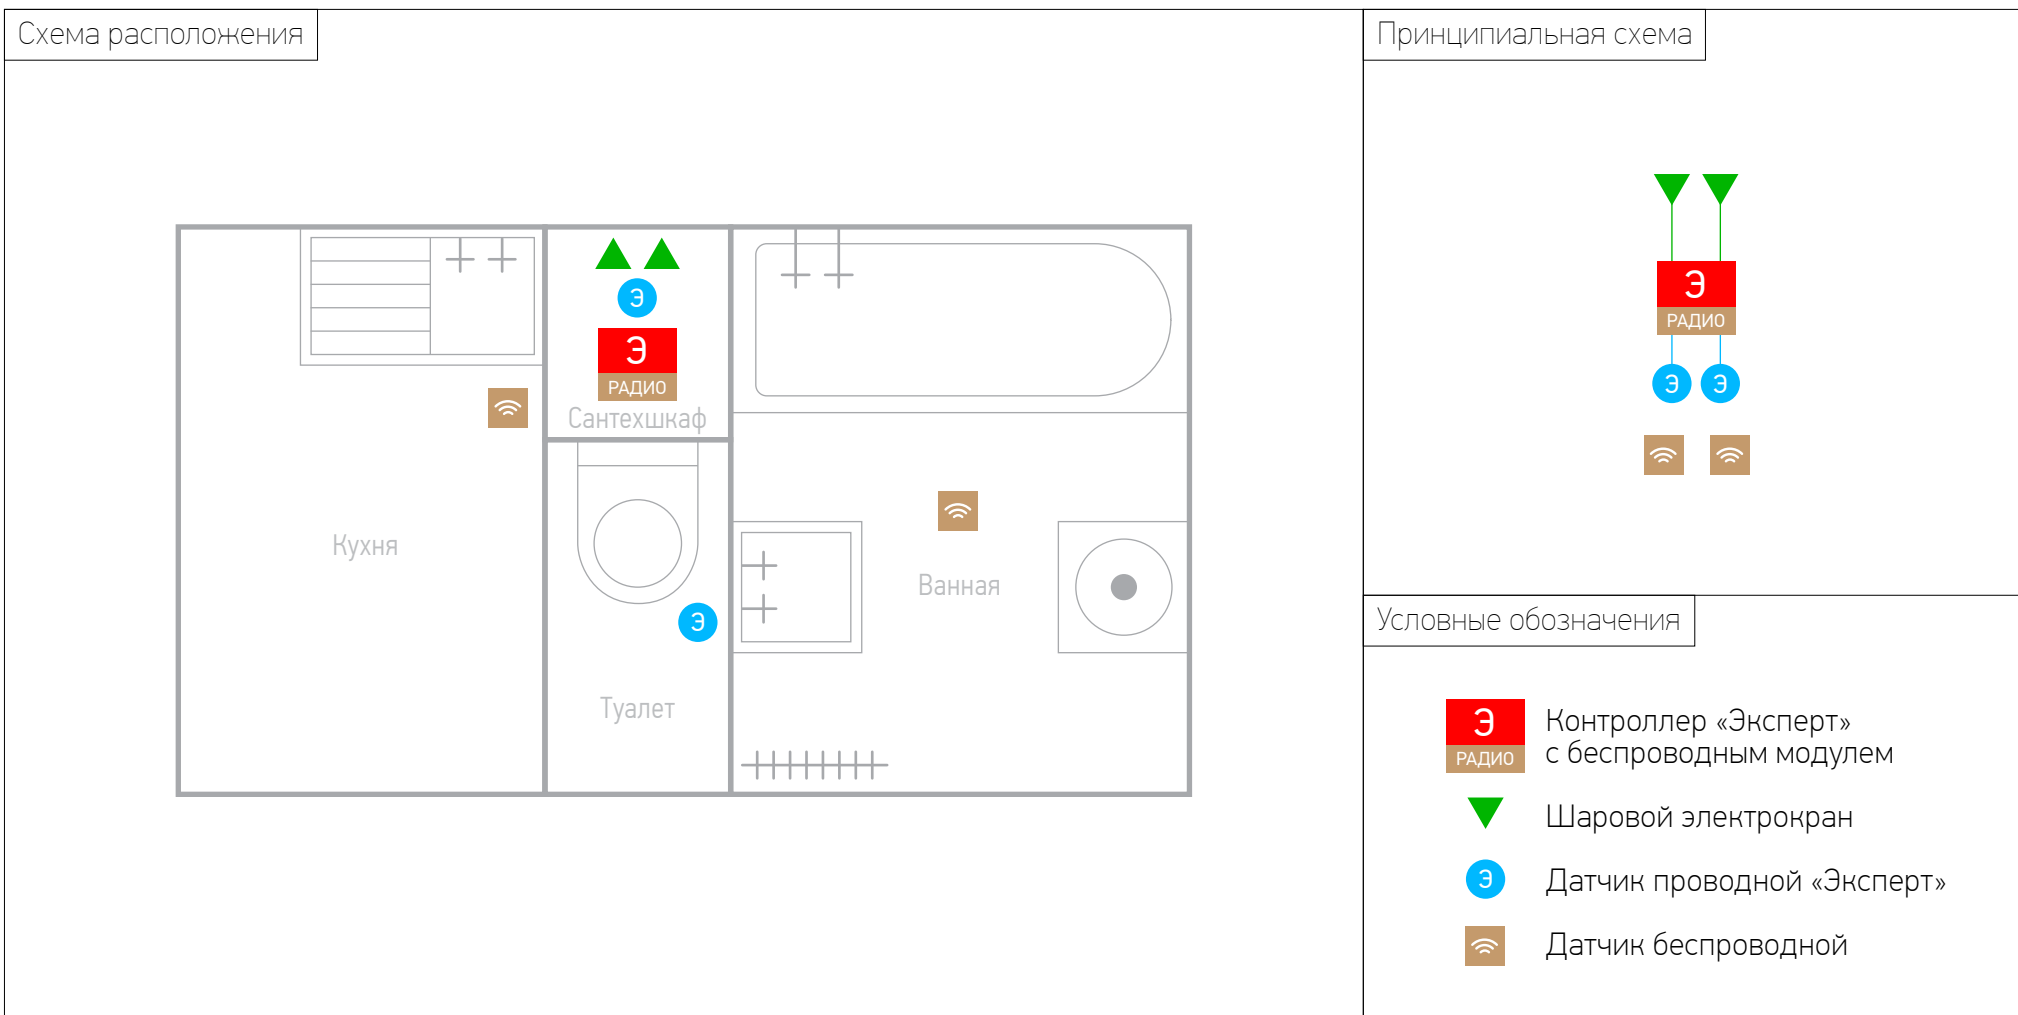 Схема расположения
Э
Э
РАДИО
Сантехшкаф
Кухня
Ванная
Э
Туалет
Принципиальная схема
Э
РАДИО
Э Э
Условные обозначения
Э
РАДИО
Контроллер «Эксперт»
с беспроводным модулем
Шаровой электрокран
Э
Датчик проводной «Эксперт»
Датчик беспроводной